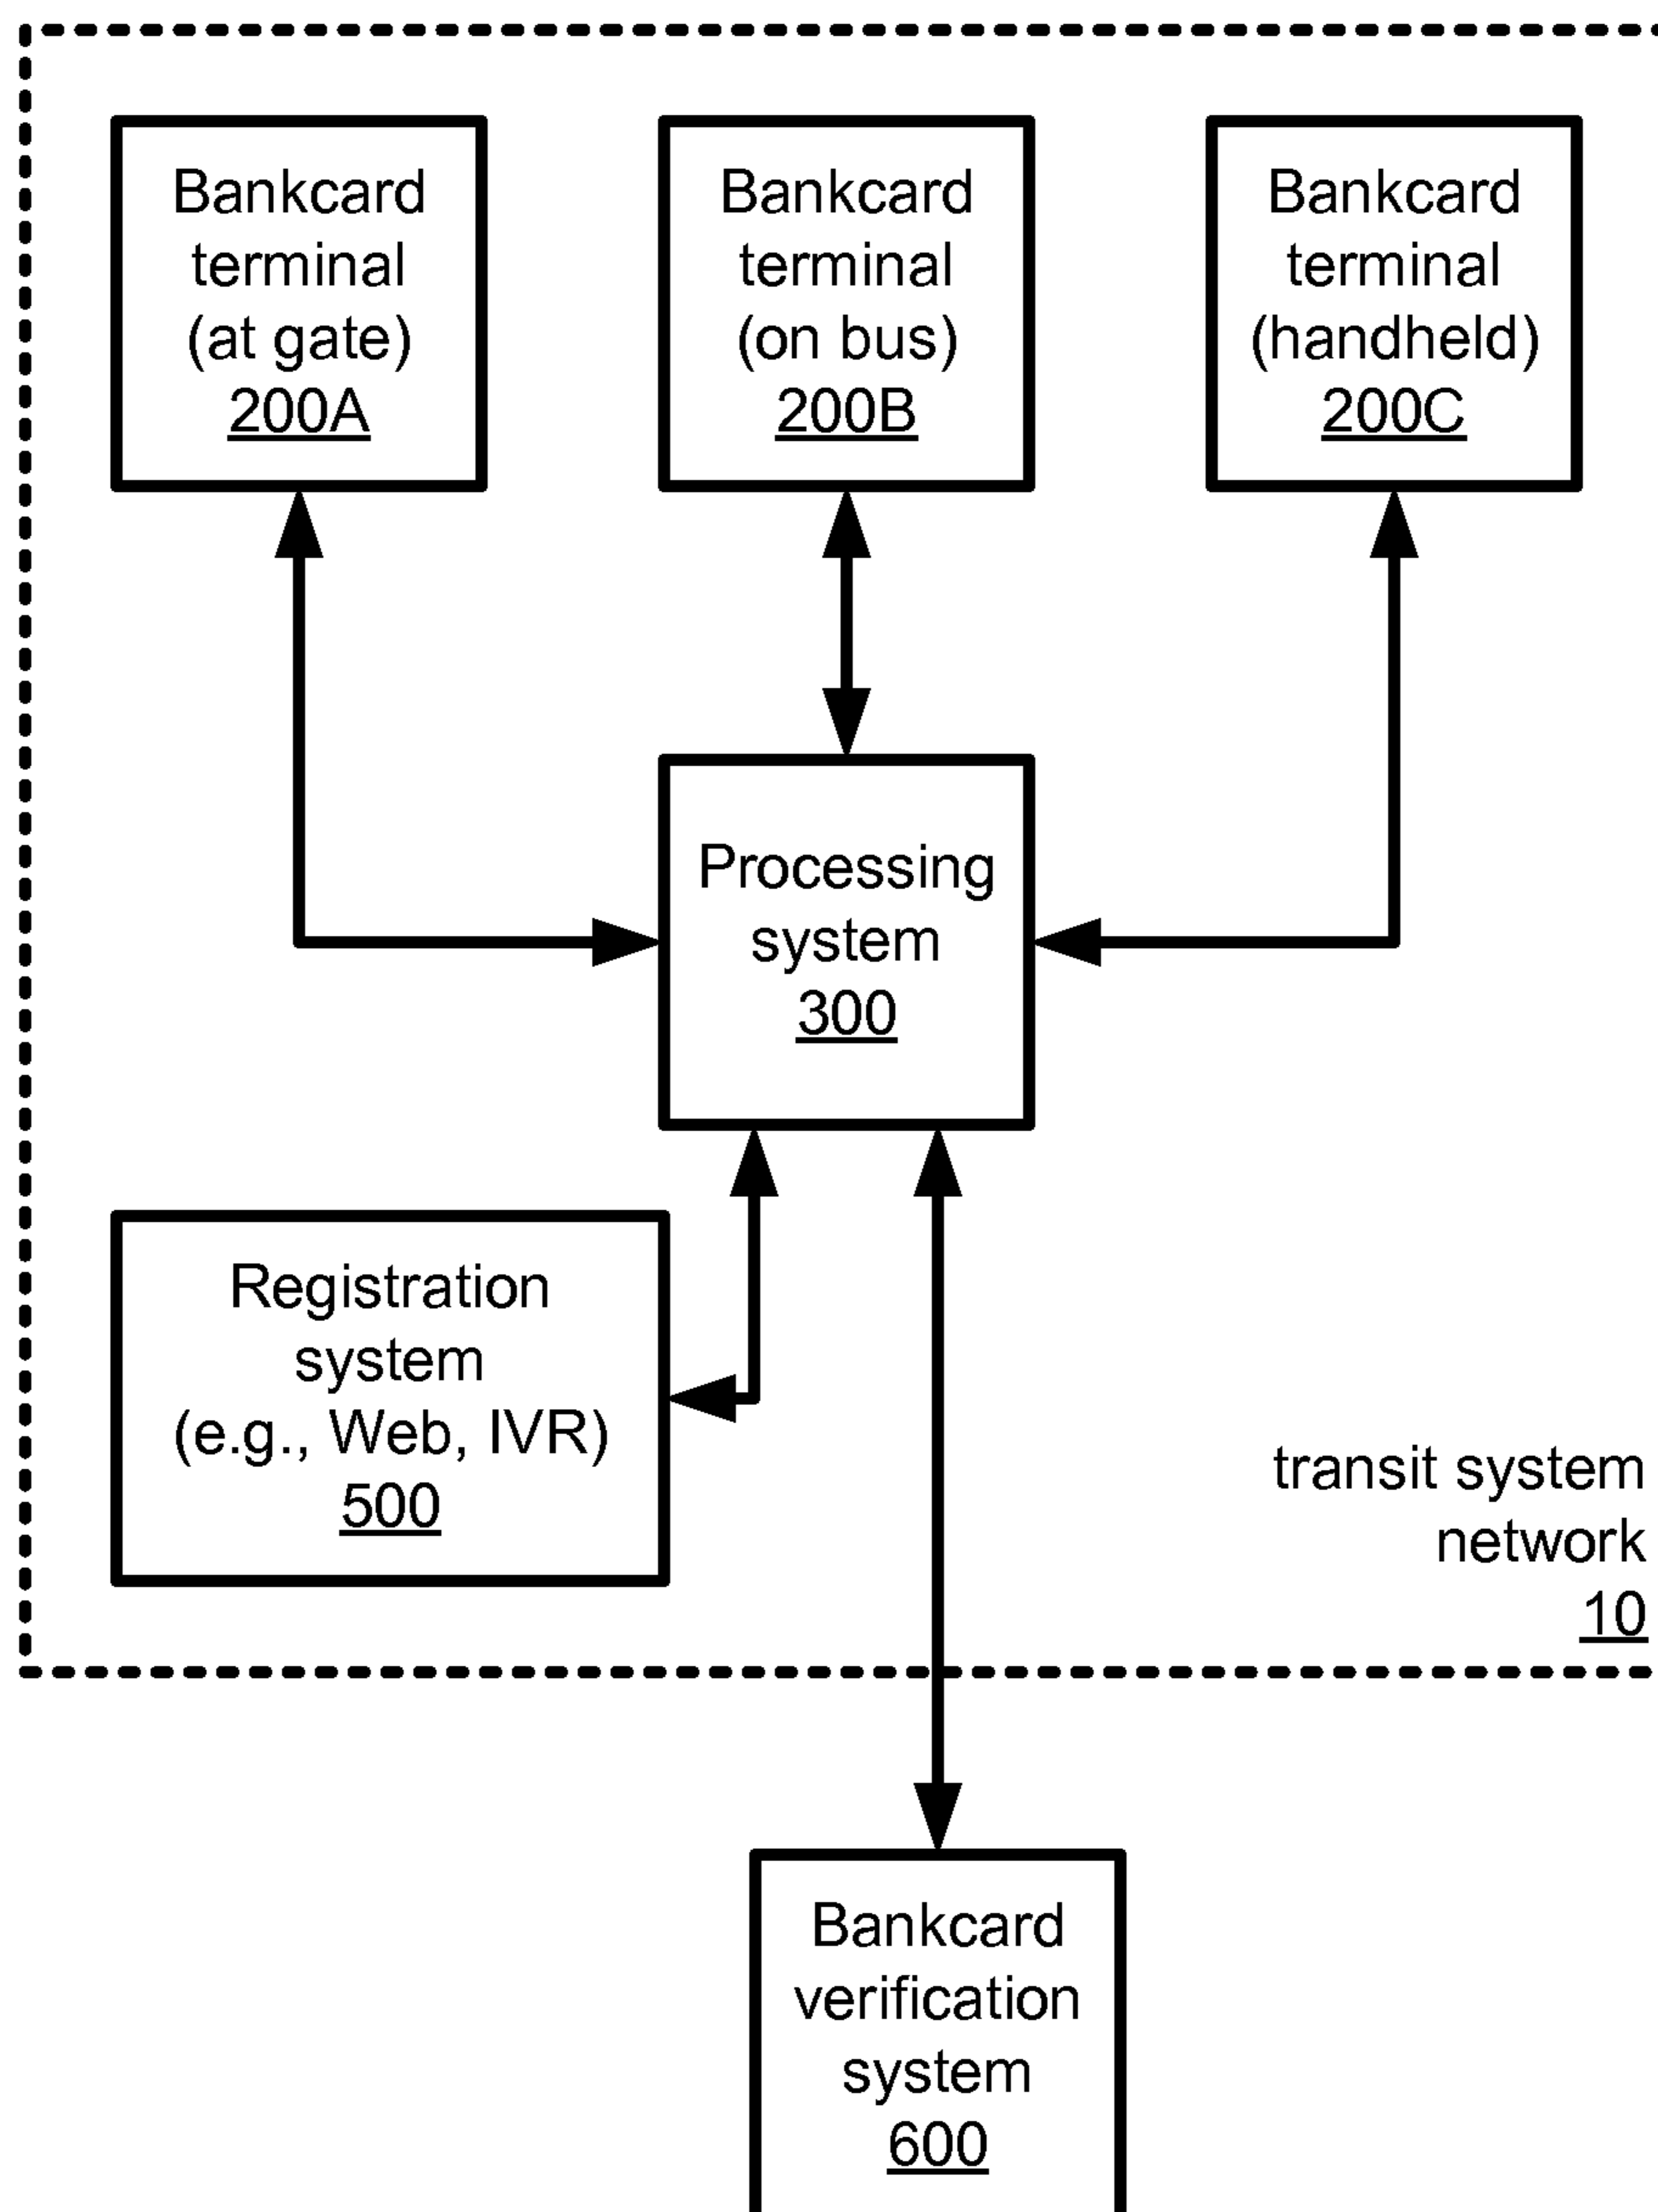 Bankcard
terminal
(at gate)
200A
Bankcard
terminal
(on bus)
200B
Bankcard
terminal
(handheld)
200C
Processing
system
300
Registration
system
(e.g., Web, IVR)
500
transit system
network
10
Bankcard
verification
system
600